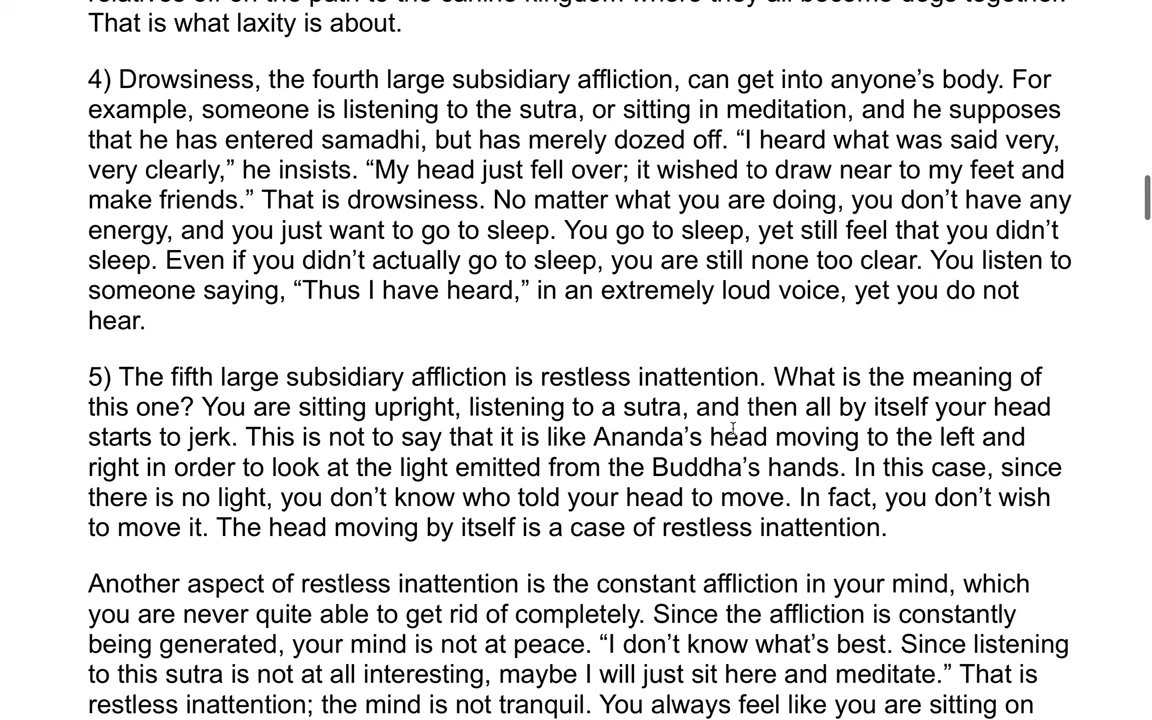 relatives off on the path to the canine kingdom where they all become dogs together.
That is what laxity is about.
4) Drowsiness, the fourth large subsidiary affliction, can get into anyone’s body. For
example, someone is listening to the sutra, or sitting in meditation, and he supposes
that he has entered samadhi, but has merely dozed off. “I heard what was said very,
very clearly,” he insists. “My head just fell over; it wished to draw near to my feet and
make friends.” That is drowsiness. No matter what you are doing, you don’t have any
energy, and you just want to go to sleep. You go to sleep, yet still feel that you didn’t
sleep. Even if you didn’t actually go to sleep, you are still none too clear. You listen to
someone saying, “Thus I have heard,” in an extremely loud voice, yet you do not
hear.
5) The fifth large subsidiary affliction is restless inattention. What is the meaning of
this one? You are sitting upright, listening to a sutra, and then all by itself your head
starts to jerk. This is not to say that it is like Ananda’s head moving to the left and
right in order to look at the light emitted from the Buddha’s hands. In this case, since
there is no light, you don’t know who told your head to move. In fact, you don’t wish
to move it. The head moving by itself is a case of restless inattention.
Another aspect of restless inattention is the constant affliction in your mind, which
you are never quite able to get rid of completely. Since the affliction is constantly
being generated, your mind is not at peace. “I don’t know what’s best. Since listening
to this sutra is not at all interesting, maybe I will just sit here and meditate.” That is
restless inattention; the mind is not tranquil. You always feel like you are sitting on